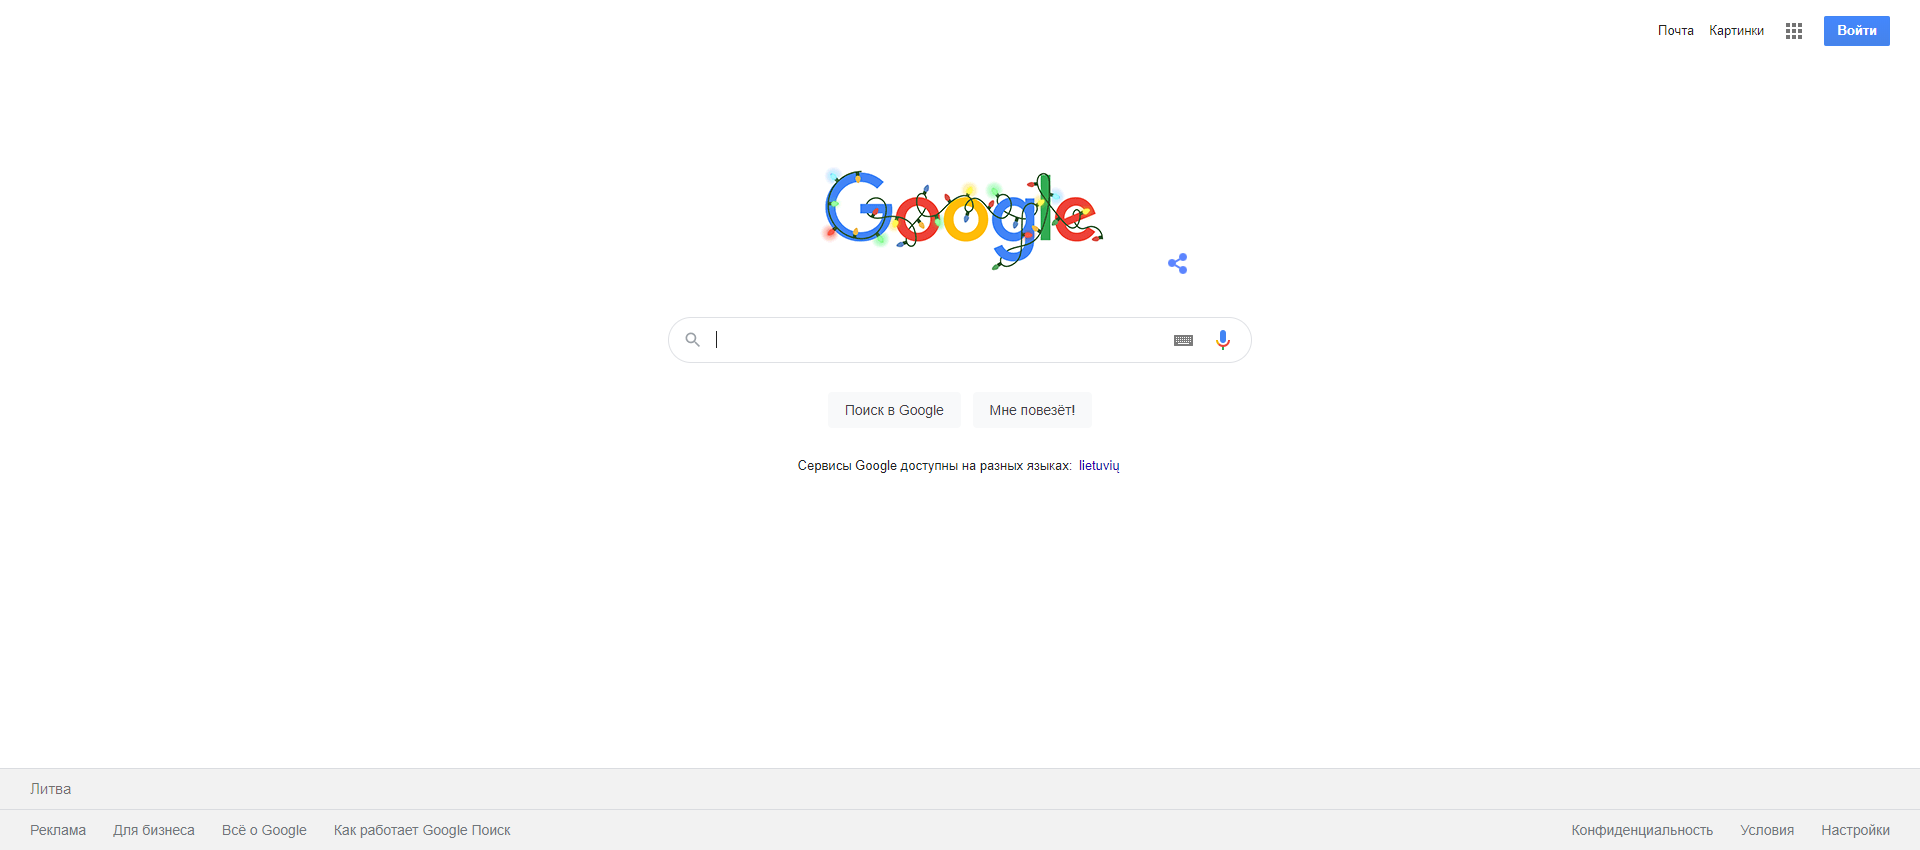 Почта Картинки Войти
Google
Поиск в Google Мне повезёт!
Сервисы Google доступны на разных языках: lietuvių
Литва
Реклама Для бизнеса Всё о Google Как работает Google Поиск Конфиденциальность Условия Настройки